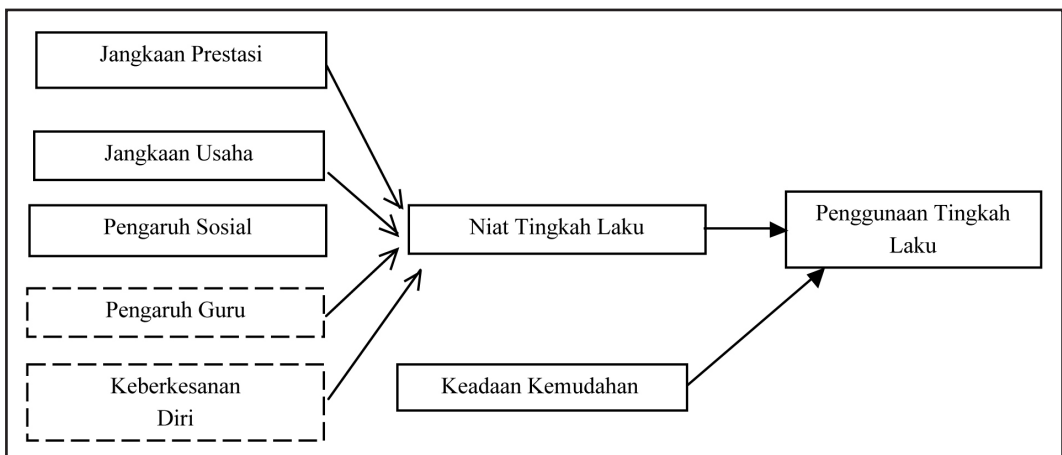 Jangkaan Prestasi
Jangkaan Usaha
Pengaruh Sosial
Pengaruh Guru
Keberkesanan
Diri
Niat Tingkah Laku
Keadaan Kemudahan
Penggunaan Tingkah
Laku